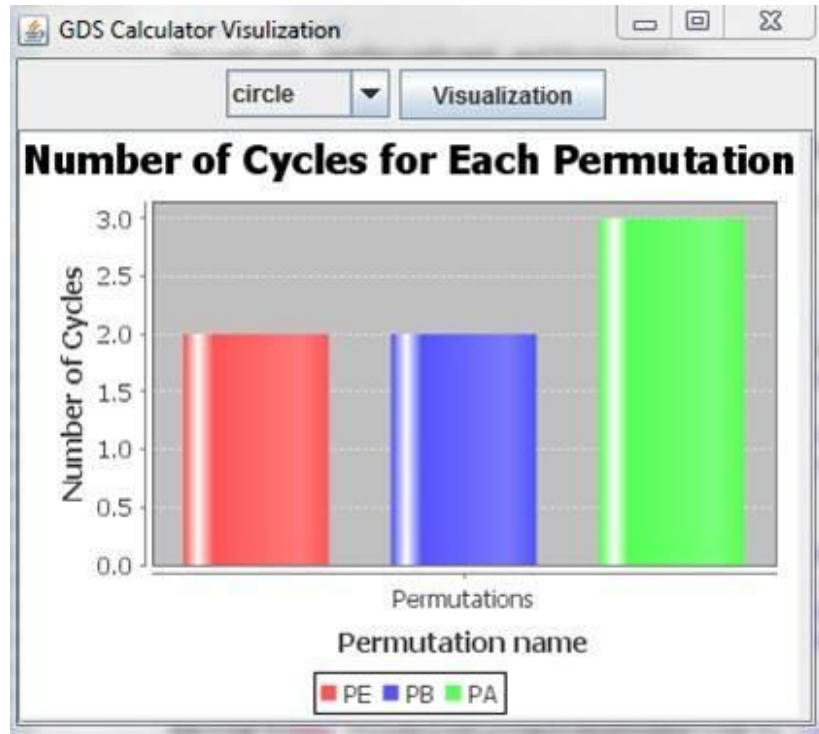 GDS Calculator Visulization
circle Visualization
Number of Cycles for Each Permutation
3.0
2.5
2.0
1.5
1.0
0.5
0.0
Number of Cycles
Permutations
Permutation name
PE PB PA